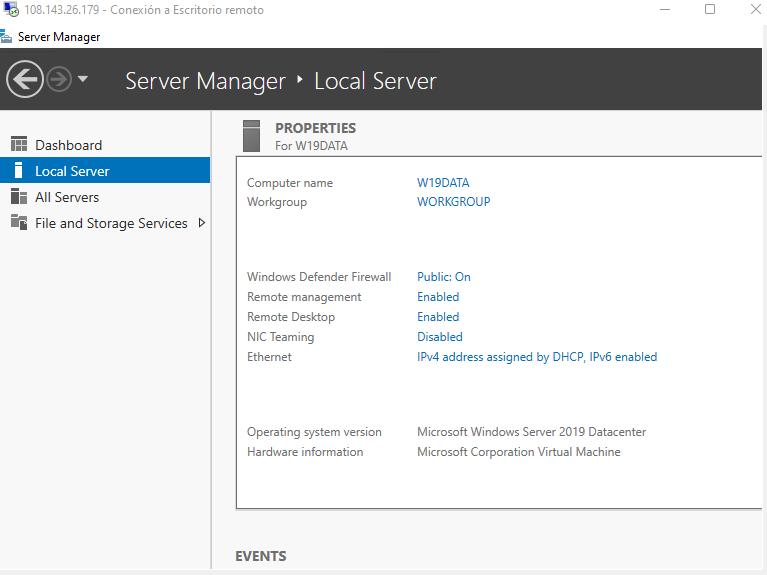 108.143.26.179 - Conexión a Escritorio remoto
Server Manager
Server Manager ‣ Local Server
Dashboard
Local Server
All Servers
File and Storage Services
PROPERTIES
For W19DATA
Computer name W19DATA
Workgroup WORKGROUP
Windows Defender Firewall Public: On
Remote management Enabled
Remote Desktop Enabled
NIC Teaming Disabled
Ethernet IPv4 address assigned by DHCP, IPv6 enabled
Operating system version Microsoft Windows Server 2019 Datacenter
Hardware information Microsoft Corporation Virtual Machine
EVENTS